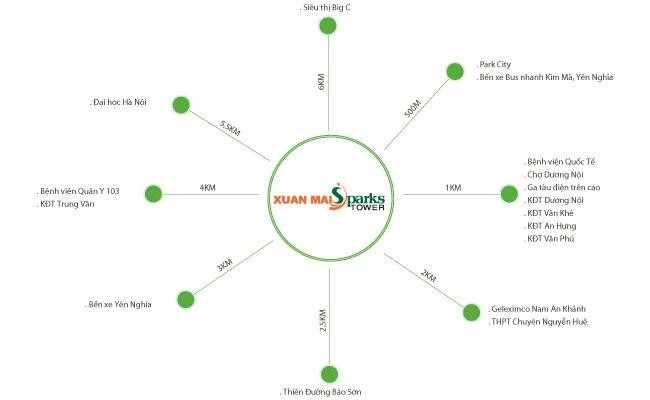 . Siêu thị Big C
6KM
. Park City
. Bến xe Bus nhanh Kim Mã, Yên Nghĩa
500M
. Đại học Hà Nội
5,5KM
. Bệnh viện Quân Y 103
. KĐT Trung Văn
4KM
XUAN MAI Sparks
TOWER
1KM
. Bệnh viện Quốc Tế
. Chợ Dương Nội
. Ga tàu điện trên cao
. KĐT Dương Nội
. KĐT Văn Khê
. KĐT An Hưng
. KĐT Văn Phú
. Bến xe Yên Nghĩa
3KM
2KM
. Geleximco Nam An Khánh
. THPT Chuyên Nguyễn Huệ
2,5KM
. Thiên Đường Bảo Sơn